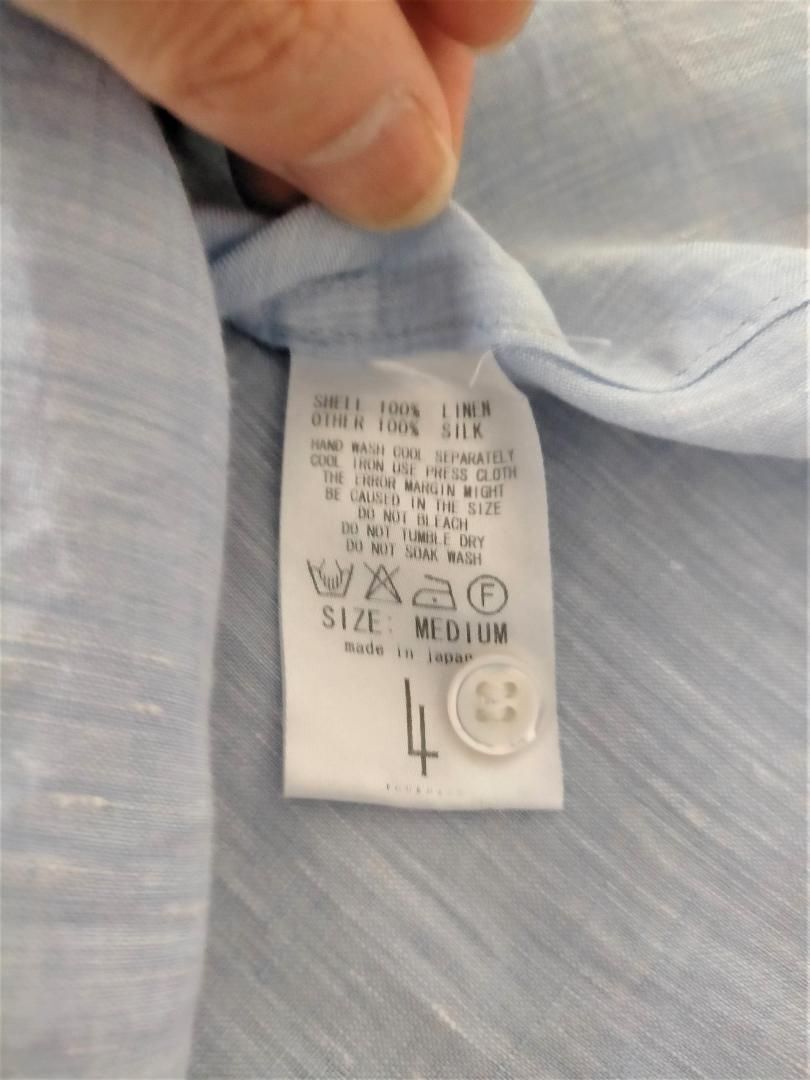 SHELL 100% LINEN
OTHER 100% SILK
HAND WASH COOL SEPARATELY
COOL IRON USE PRESS CLOTH
THE ERROR MARGIN MIGHT
BE CAUSED IN THE SIZE
DO NOT BLEACH
DO NOT TUMBLE DRY
DO NOT SOAK WASH
F
SIZE: MEDIUM
made in japan
4